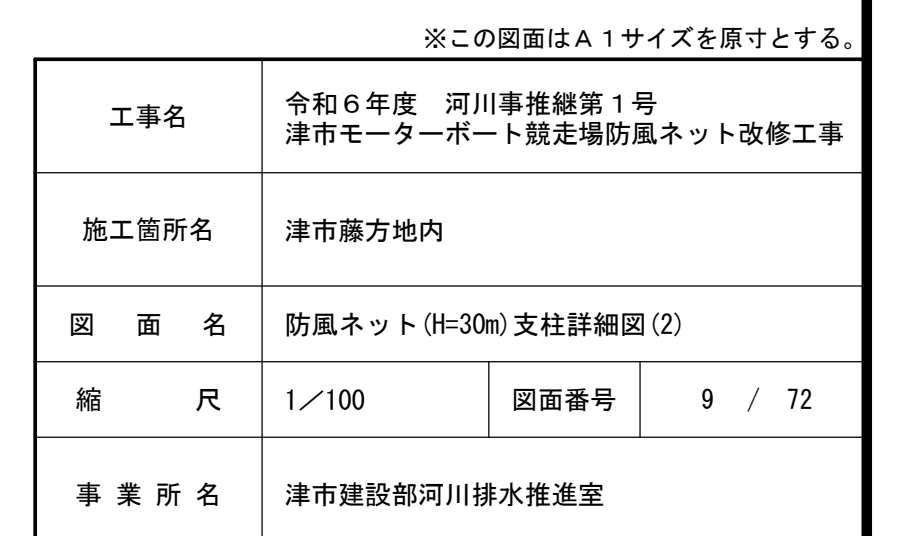 ※この図面はA1サイズを原寸とする。
工事名 令和6年度 河川事推継第1号
津市モーターボート競走場防風ネット改修工事
施工箇所名 津市藤方地内
図面名 防風ネット(H=30m)支柱詳細図(2)
縮尺 1／100 図面番号 9 / 72
事業所名 津市建設部河川排水推進室